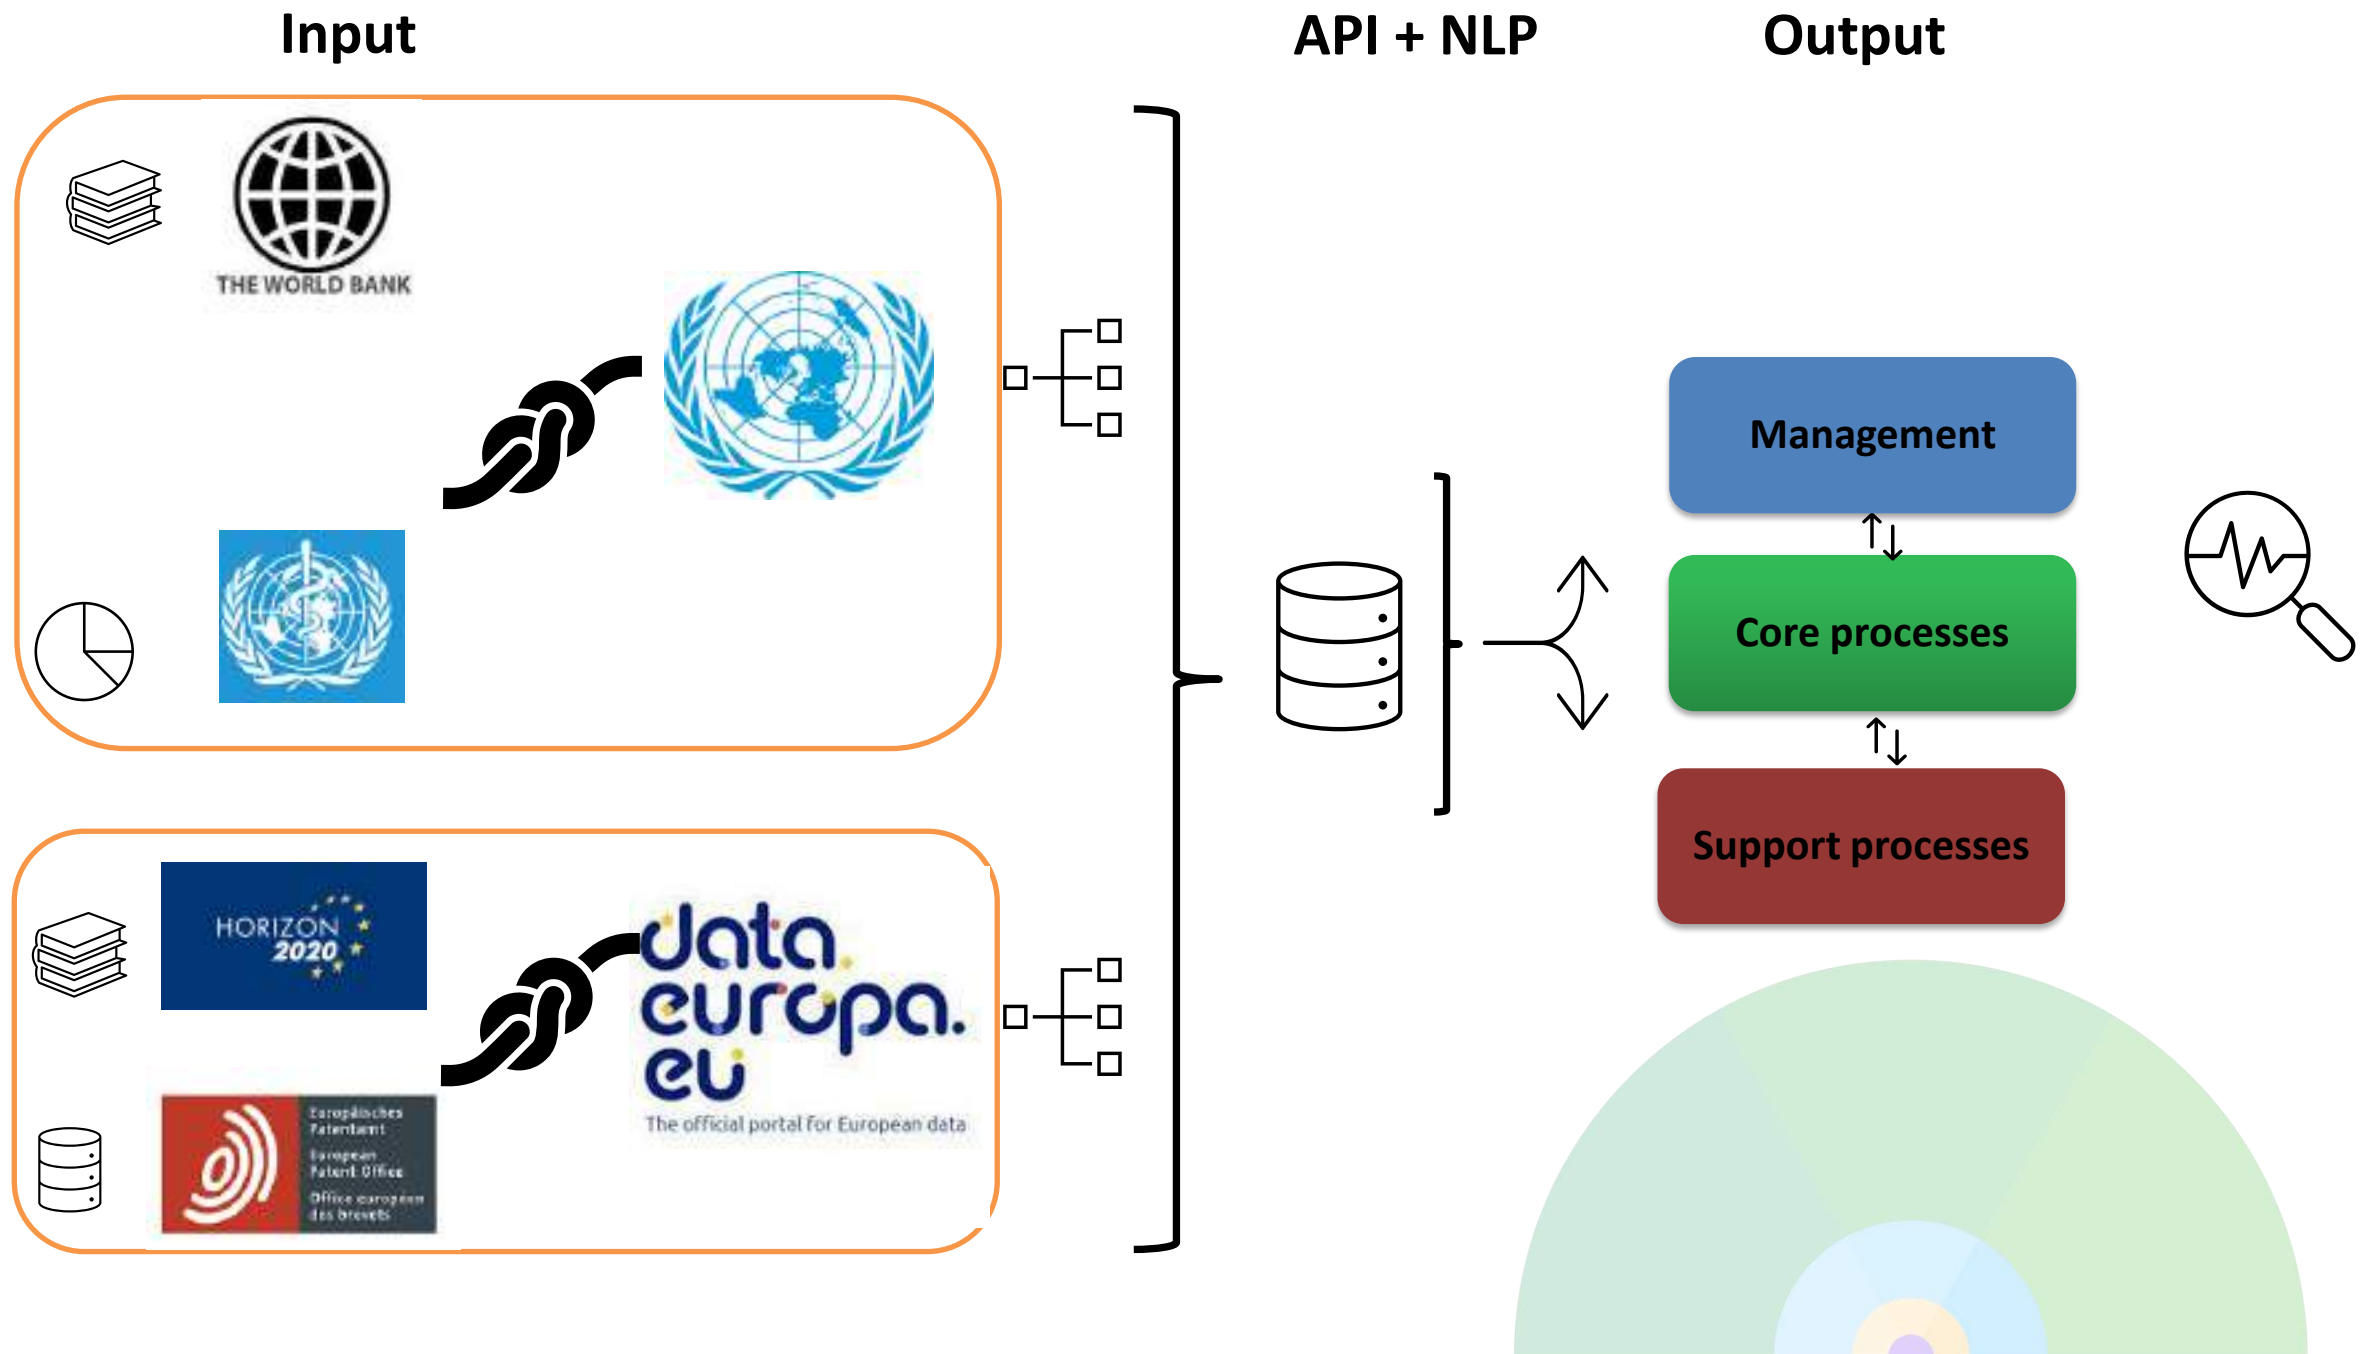 Input
API + NLP
Output
THE WORLD BANK
Management
Core processes
Support processes
HORIZON
2020
data.
europa.
eu
The official portal for European data
Europäisches
Patentamt
European
Patent Office
Office européen
des brevets